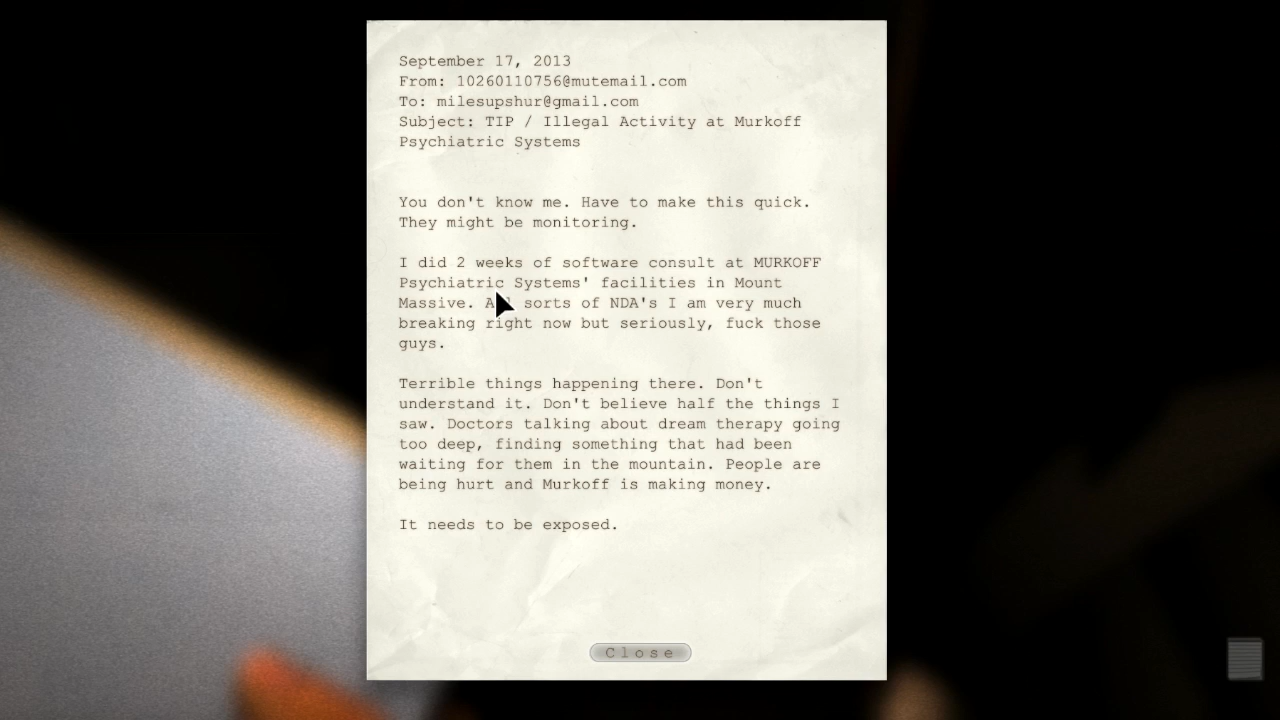 September 17, 2013
From: 10260110756@mutemail.com
To: milesupshur@gmail.com
Subject: TIP / Illegal Activity at Murkoff
Psychiatric Systems
You don't know me. Have to make this quick.
They might be monitoring.
I did 2 weeks of software consult at MURKOFF
Psychiatric Systems' facilities in Mount
Massive. All sorts of NDA's I am very much
breaking right now but seriously, fuck those
guys.
Terrible things happening there. Don't
understand it. Don't believe half the things I
saw. Doctors talking about dream therapy going
too deep, finding something that had been
waiting for them in the mountain. People are
being hurt and Murkoff is making money.
It needs to be exposed.
Close